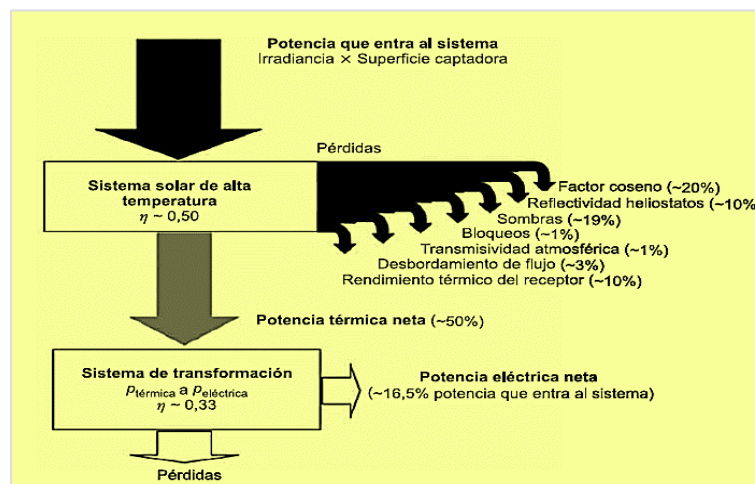 Potencia que entra al sistema
Irradiancia × Superficie captadora
Pérdidas
Sistema solar de alta
temperatura
η ~ 0,50
Factor coseno (~20%)
Reflectividad heliostatos (~10%)
Sombras (~19%)
Bloqueos (~1%)
Transmisividad atmosférica (~1%)
Desbordamiento de flujo (~3%)
Rendimiento térmico del receptor (~10%)
Potencia térmica neta (~50%)
Sistema de transformación
Ptérmica a Peléctrica
η ~ 0,33
Potencia eléctrica neta
(~16,5% potencia que entra al sistema)
Pérdidas